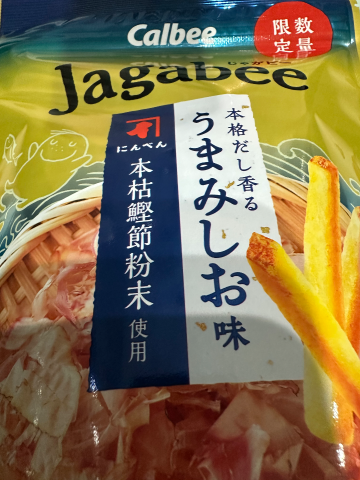 Calbee
数量
限定
Jagabee
じゃがビー
本格だし香る
うまみしお味
にんべん
本枯鰹節粉末
使用